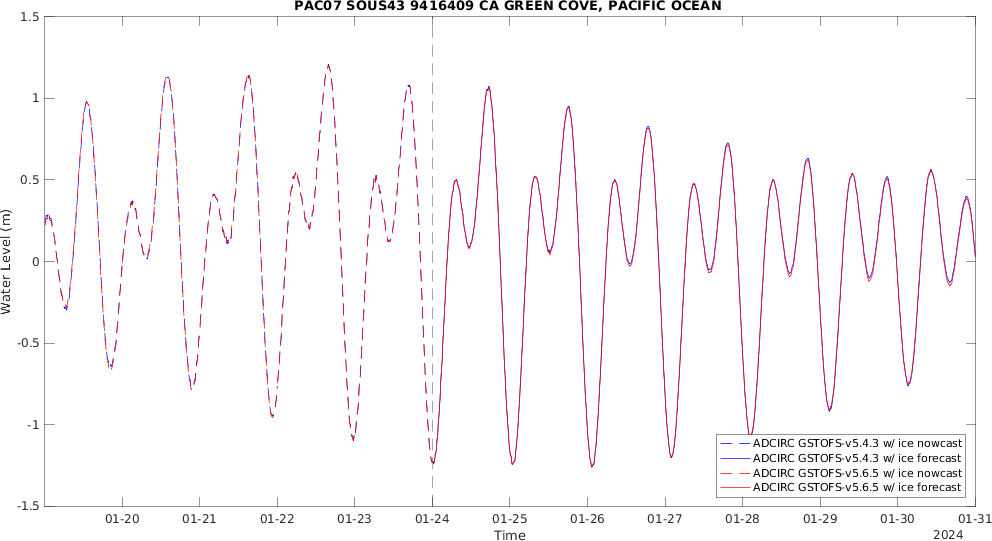 PAC07 SOUS43 9416409 CA GREEN COVE, PACIFIC OCEAN
1.5
1
0.5
0
-0.5
-1
-1.5
Water Level (m)
ADCIRC GSTOFS-v5.4.3 w/ ice nowcast
ADCIRC GSTOFS-v5.4.3 w/ ice forecast
ADCIRC GSTOFS-v5.6.5 w/ ice nowcast
ADCIRC GSTOFS-v5.6.5 w/ ice forecast
01-20 01-21 01-22 01-23 01-24 01-25 01-26 01-27 01-28 01-29 01-30 01-31
Time
2024